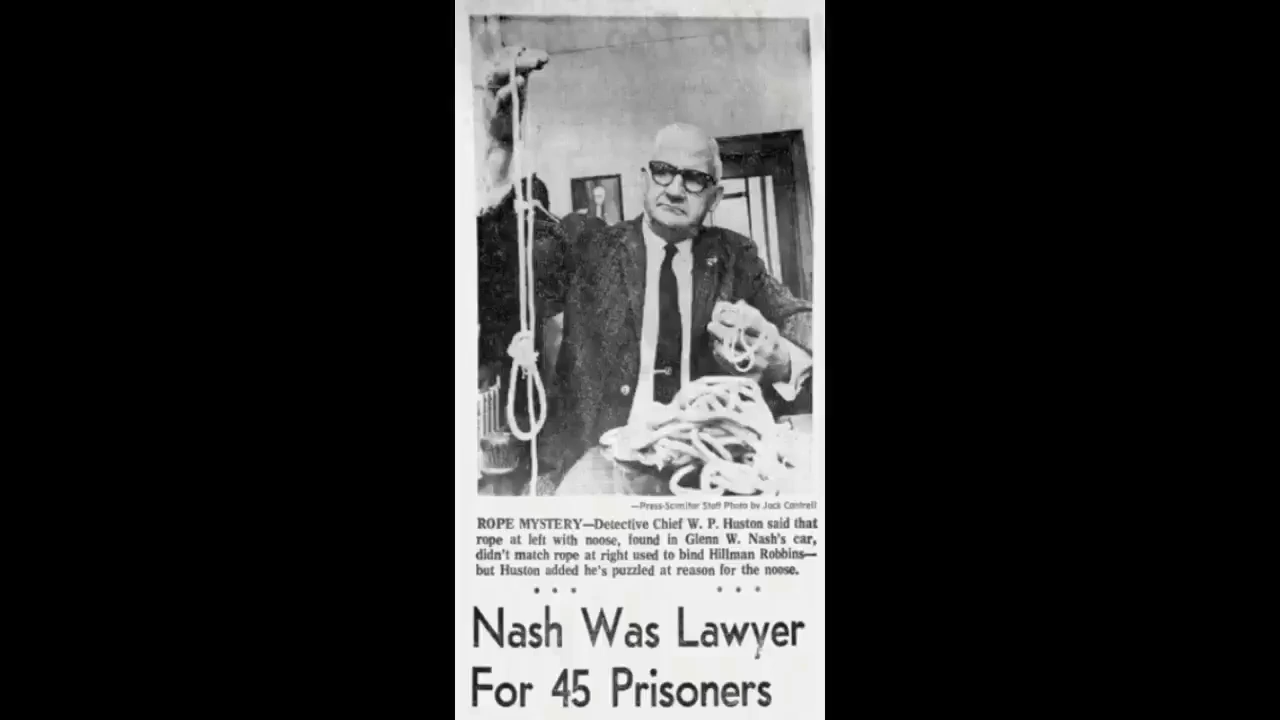 —Press-Scimitar Staff Photo by Jack Cantrell
ROPE MYSTERY—Detective Chief W. P. Huston said that
rope at left with noose, found in Glenn W. Nash's car,
didn't match rope at right used to bind Hillman Robbins—
but Huston added he's puzzled at reason for the noose.
• • • • • •
Nash Was Lawyer
For 45 Prisoners